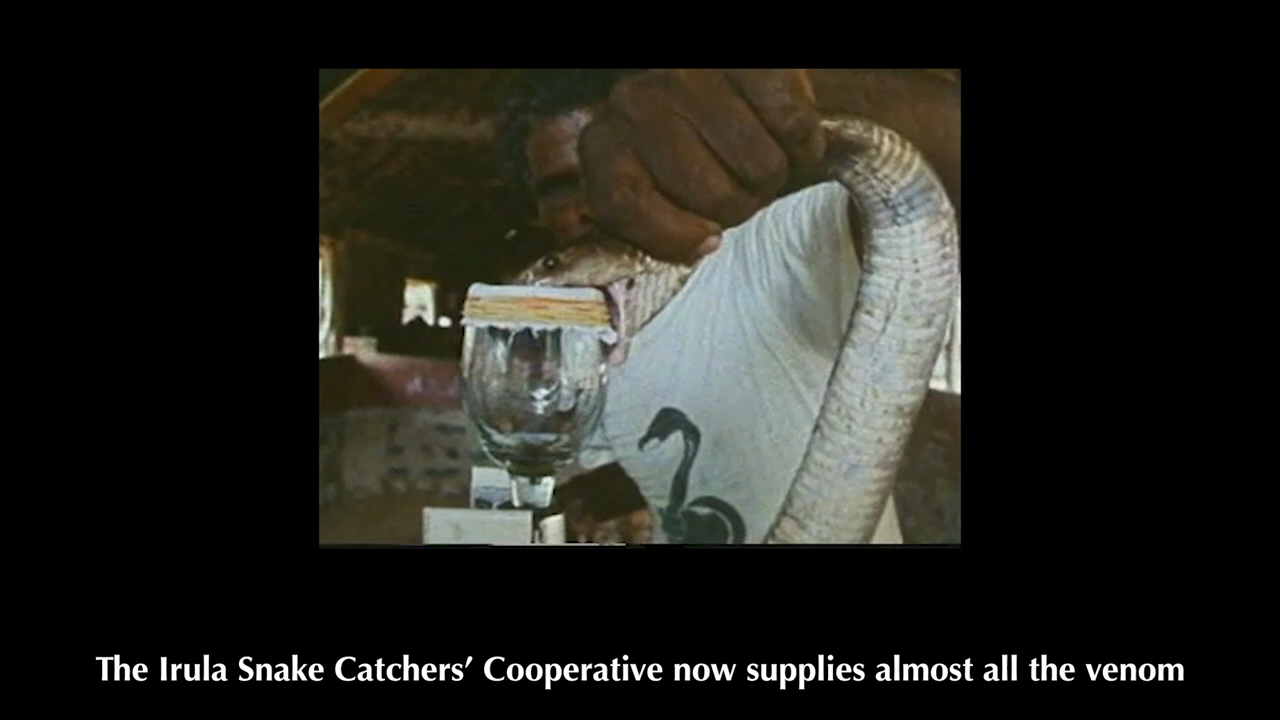 The Irula Snake Catchers’ Cooperative now supplies almost all the venom